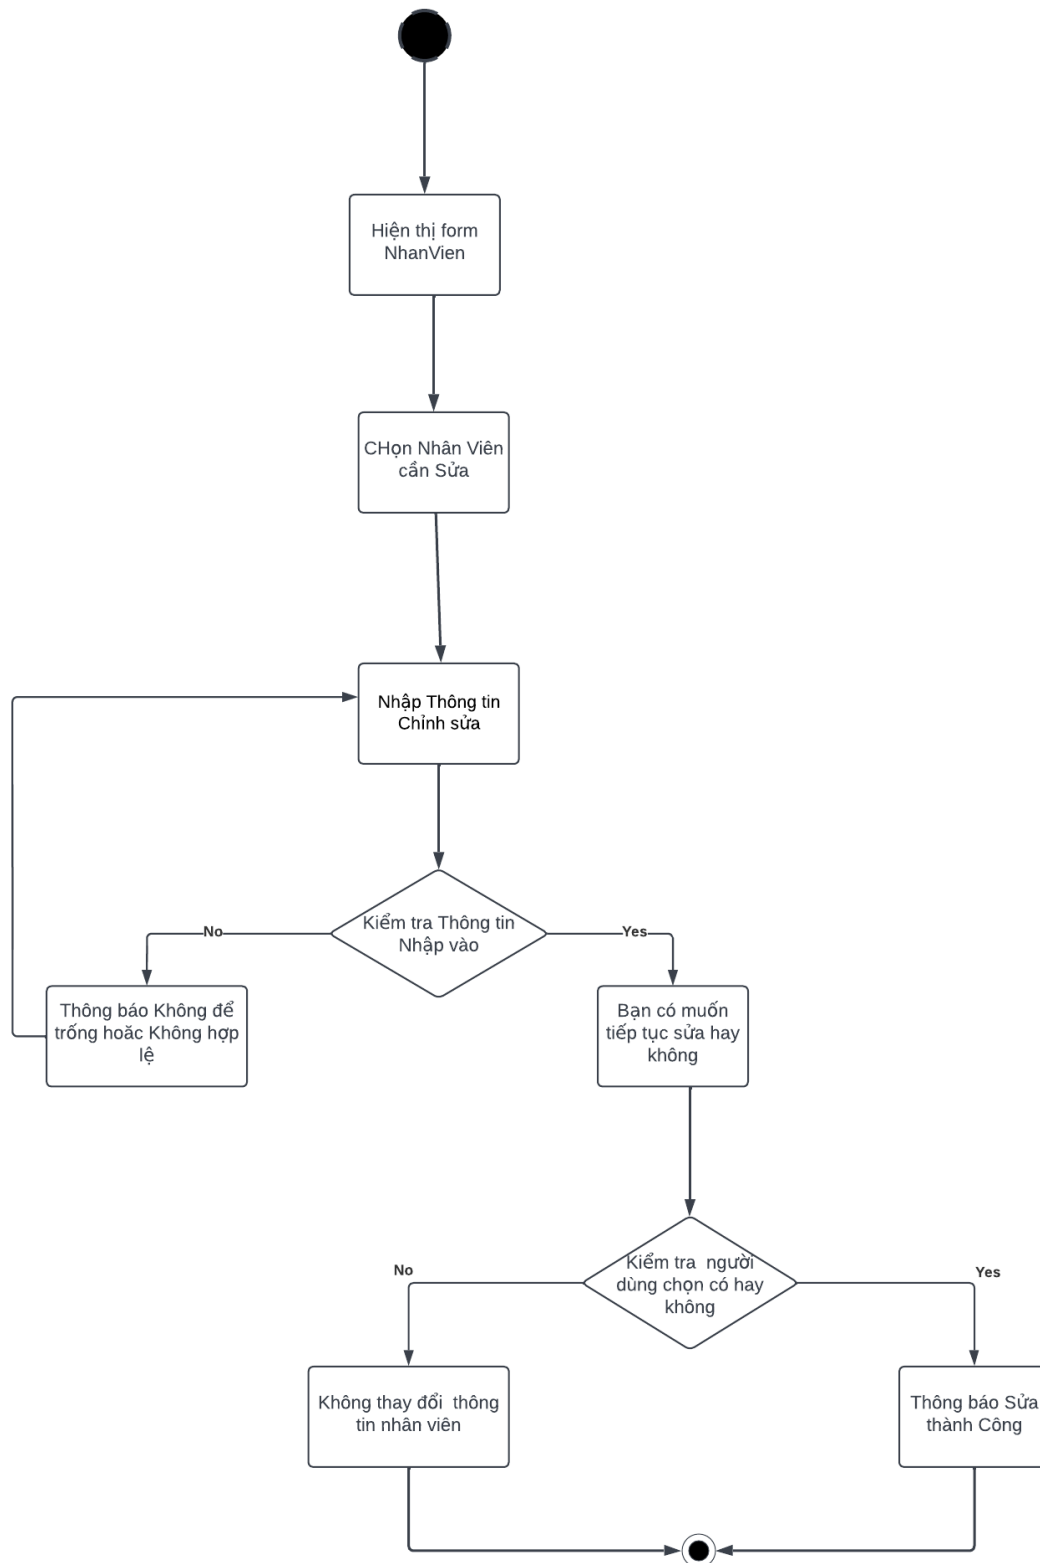 Hiện thị form
NhanVien
CHọn Nhân Viên
cần Sửa
Nhập Thông tin
Chỉnh sửa
Kiểm tra Thông tin
Nhập vào
No
Yes
Thông báo Không để
trống hoăc Không hợp
lệ
Bạn có muốn
tiếp tục sửa hay
không
Kiểm tra người
dùng chọn có hay
không
No
Yes
Không thay đổi thông
tin nhân viên
Thông báo Sửa
thành Công